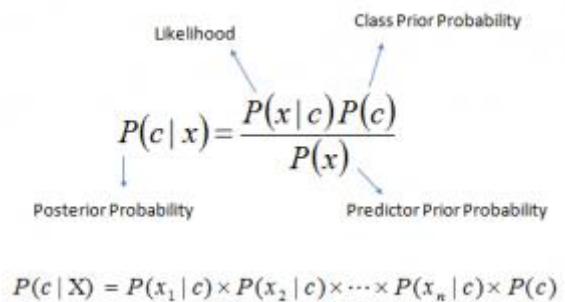 Likelihood
Class Prior Probability
P(c | x) = P(x | c)P(c) / P(x)
Posterior Probability
Predictor Prior Probability
P(c | X) = P(x₁ | c) × P(x₂ | c) × ⋯ × P(xₙ | c) × P(c)